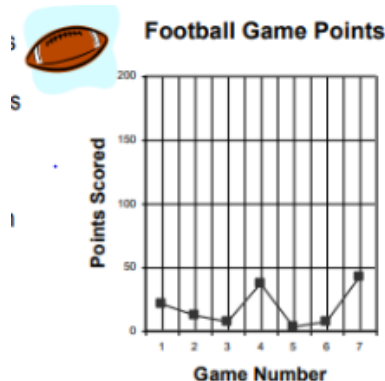 Football Game Points
s
s
200
150
100
50
0
Points Scored
1 2 3 4 5 6 7
Game Number